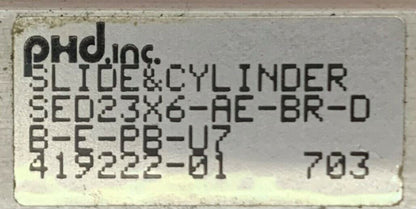 PHD, INC.
SLIDE&CYLINDER
SED23X6-AE-BR-D
B-E-PB-U7
419222-01 703